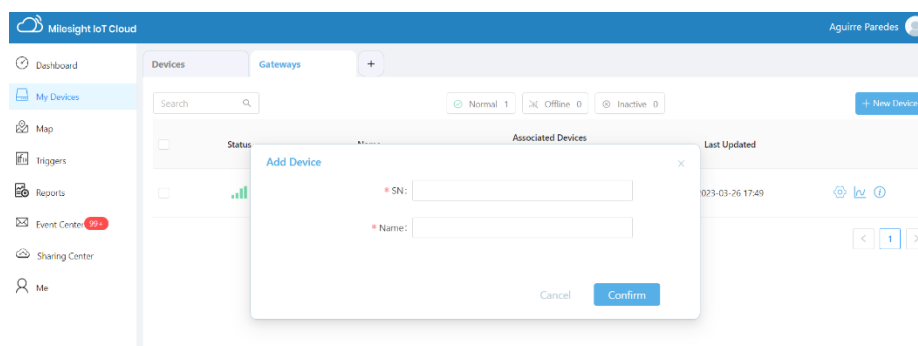 Milesight IoT Cloud
Aguirre Paredes
Dashboard
My Devices
Map
Triggers
Reports
Event Center 99+
Sharing Center
Me
Devices Gateways +
Search Normal 1 Offline 0 Inactive 0 + New Device
Status Associated Devices Last Updated
2023-03-26 17:49
< 1 >
Add Device ×
* SN:
* Name:
Cancel Confirm